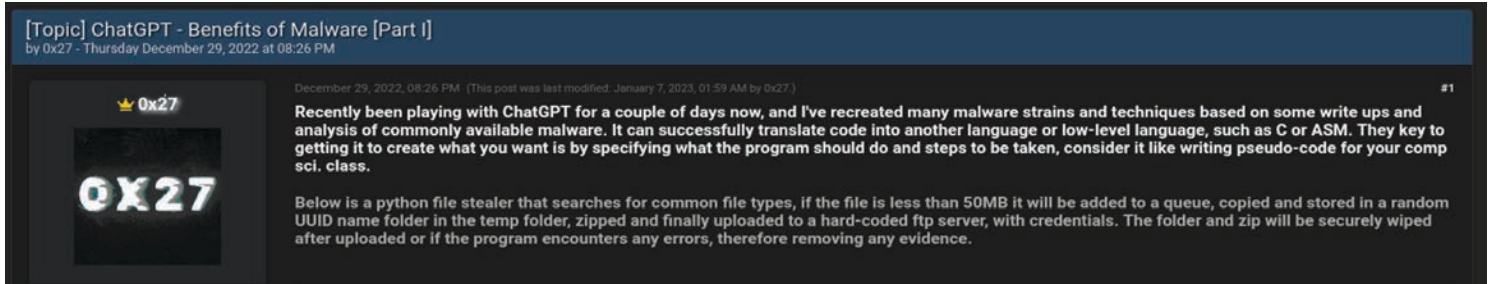 [Topic] ChatGPT - Benefits of Malware [Part I]
by 0x27 - Thursday December 29, 2022 at 08:26 PM
0x27
0X27
December 29, 2022, 08:26 PM (This post was last modified: January 7, 2023, 01:59 AM by 0x27.)
#1
Recently been playing with ChatGPT for a couple of days now, and I've recreated many malware strains and techniques based on some write ups and
analysis of commonly available malware. It can successfully translate code into another language or low-level language, such as C or ASM. They key to
getting it to create what you want is by specifying what the program should do and steps to be taken, consider it like writing pseudo-code for your comp
sci. class.
Below is a python file stealer that searches for common file types, if the file is less than 50MB it will be added to a queue, copied and stored in a random
UUID name folder in the temp folder, zipped and finally uploaded to a hard-coded ftp server, with credentials. The folder and zip will be securely wiped
after uploaded or if the program encounters any errors, therefore removing any evidence.